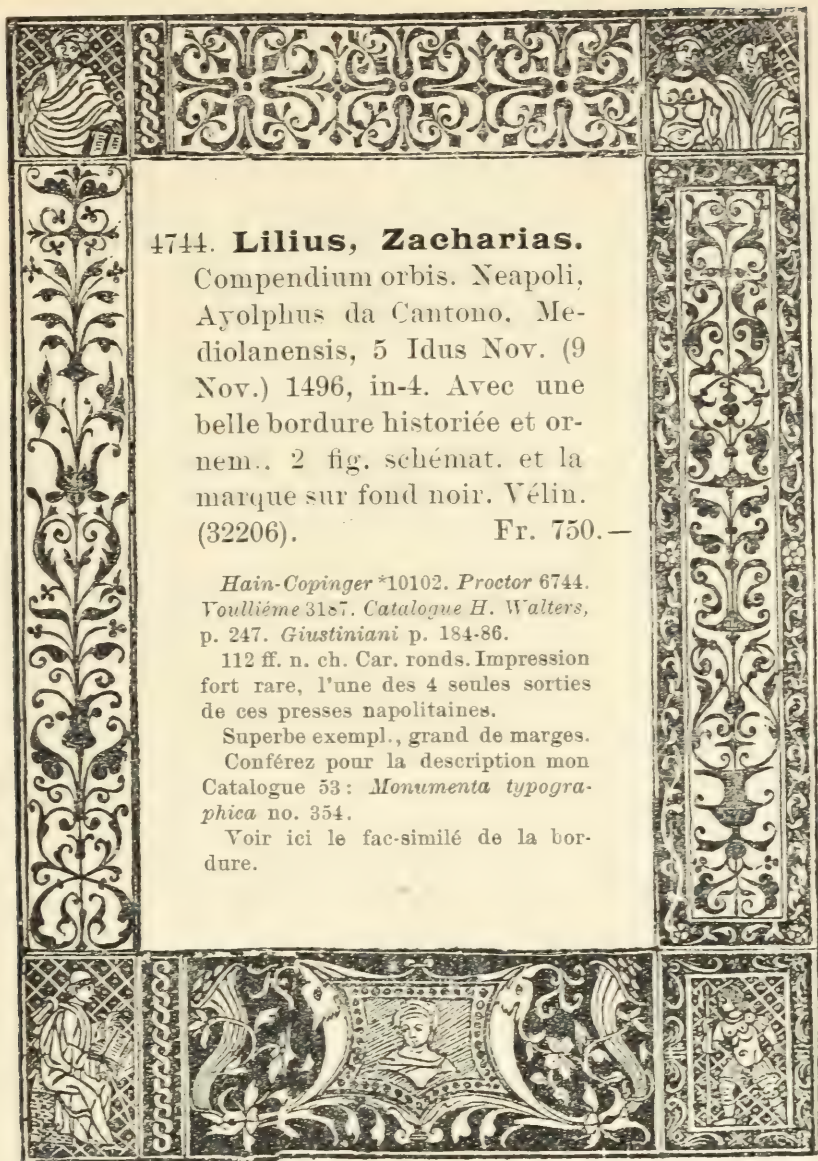 4744. Lilius, Zacharias.
Compendium orbis. Neapoli,
Ayolphus da Cantono, Me-
diolanensis, 5 Idus Nov. (9
Nov.) 1496, in-4. Avec une
belle bordure historiée et or-
nem., 2 fig. schémat. et la
marque sur fond noir. Vélin.
(32206). Fr. 750.—
Hain-Copinger *10102. Proctor 6744.
Voulliéme 3187. Catalogue H. Walters,
p. 247. Giustiniani p. 184-86.
112 ff. n. ch. Car. ronds. Impression
fort rare, l'une des 4 seules sorties
de ces presses napolitaines.
Superbe exempl., grand de marges.
Conférez pour la description mon
Catalogue 53: Monumenta typogra-
phica no. 354.
Voir ici le fac-similé de la bor-
dure.